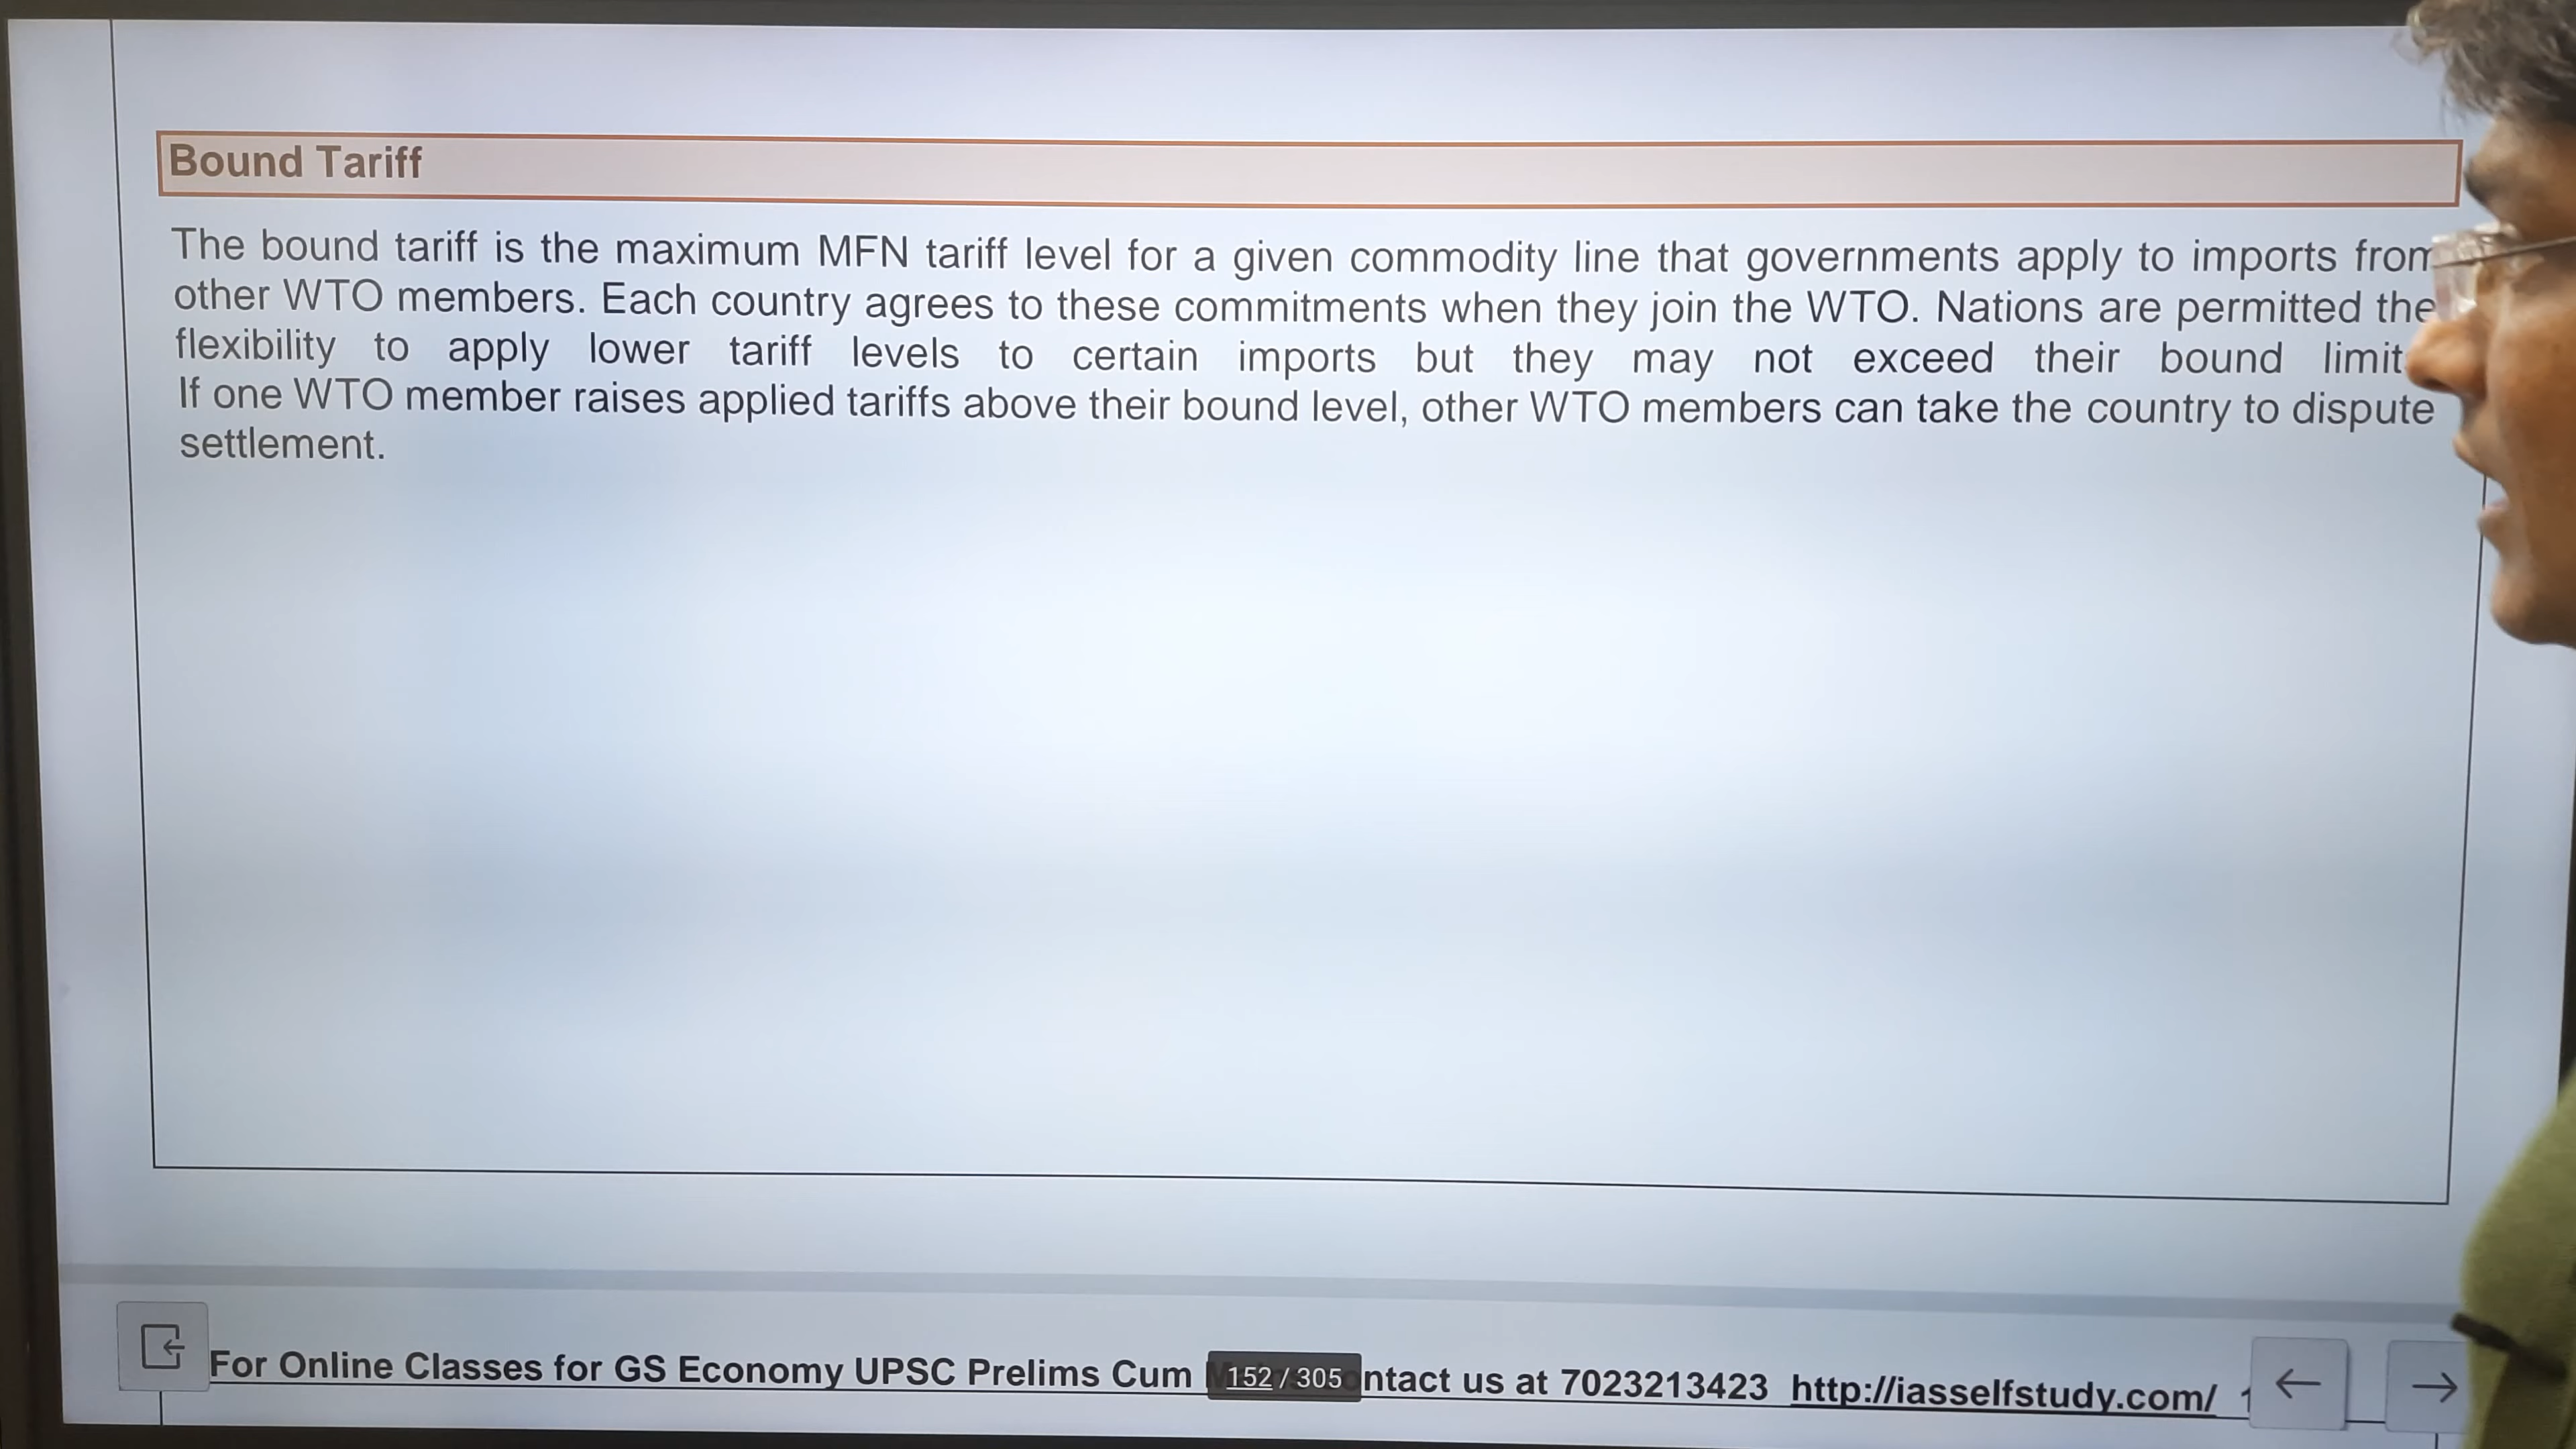 Bound Tariff
The bound tariff is the maximum MFN tariff level for a given commodity line that governments apply to imports from
other WTO members. Each country agrees to these commitments when they join the WTO. Nations are permitted the
flexibility to apply lower tariff levels to certain imports but they may not exceed their bound limit
If one WTO member raises applied tariffs above their bound level, other WTO members can take the country to dispute
settlement.
For Online Classes for GS Economy UPSC Prelims Cum 152 / 305 us at 7023213423 http://iasselfstudy.com/